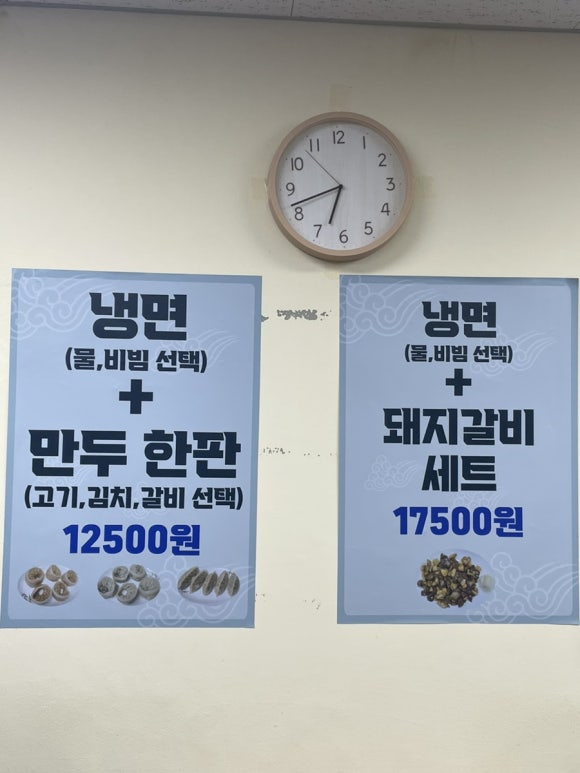 12
1
2
3
4
5
6
7
8
9
10
11
냉면
(물,비빔 선택)
+
만두 한판
(고기,김치,갈비 선택)
12500원
냉면
(물,비빔 선택)
+
돼지갈비
세트
17500원